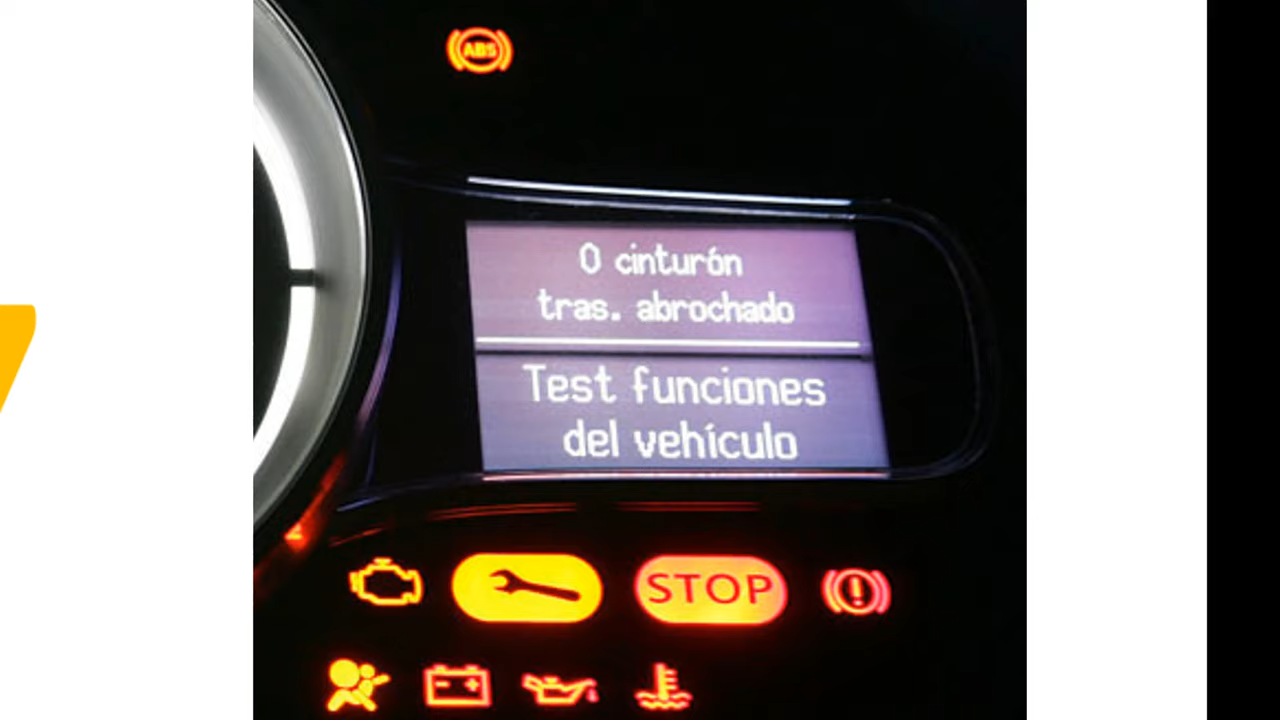 ABS
0 cinturón
tras. abrochado
Test funciones
del vehículo
STOP